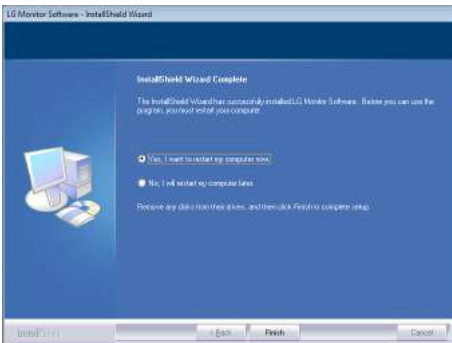 LG Monitor Software - InstallShield Wizard
InstallShield Wizard Complete
The InstallShield Wizard has successfully installed LG Monitor Software. Before you can use the
program, you must restart your computer.
Yes, I want to restart my computer now.
No, I will restart my computer later.
Remove any disks from their drives, and then click Finish to complete setup.
InstallShield
< Back
Finish
Cancel